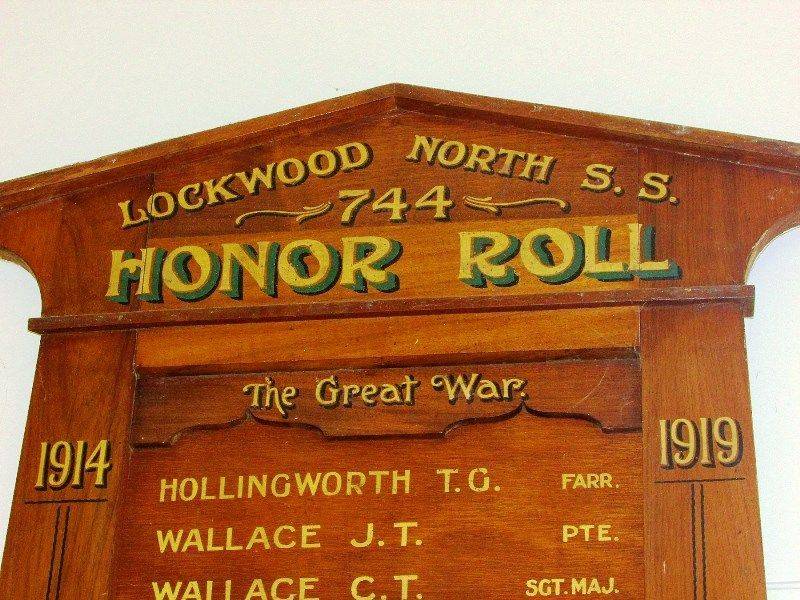 LOCKWOOD NORTH S. S.
744
HONOR ROLL
The Great War.
1914 1919
HOLLINGWORTH T. G. FARR.
WALLACE J. T. PTE.
WALLACE C. T. SGT. MAJ.